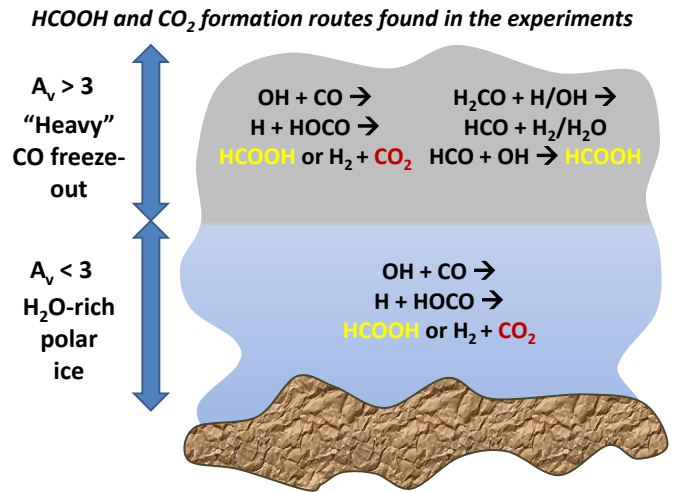 HCOOH and CO₂ formation routes found in the experiments
Aᵥ > 3
“Heavy”
CO freeze-
out
OH + CO →
H + HOCO →
HCOOH or H₂ + CO₂
H₂CO + H/OH →
HCO + H₂/H₂O
HCO + OH → HCOOH
Aᵥ < 3
H₂O-rich
polar
ice
OH + CO →
H + HOCO →
HCOOH or H₂ + CO₂